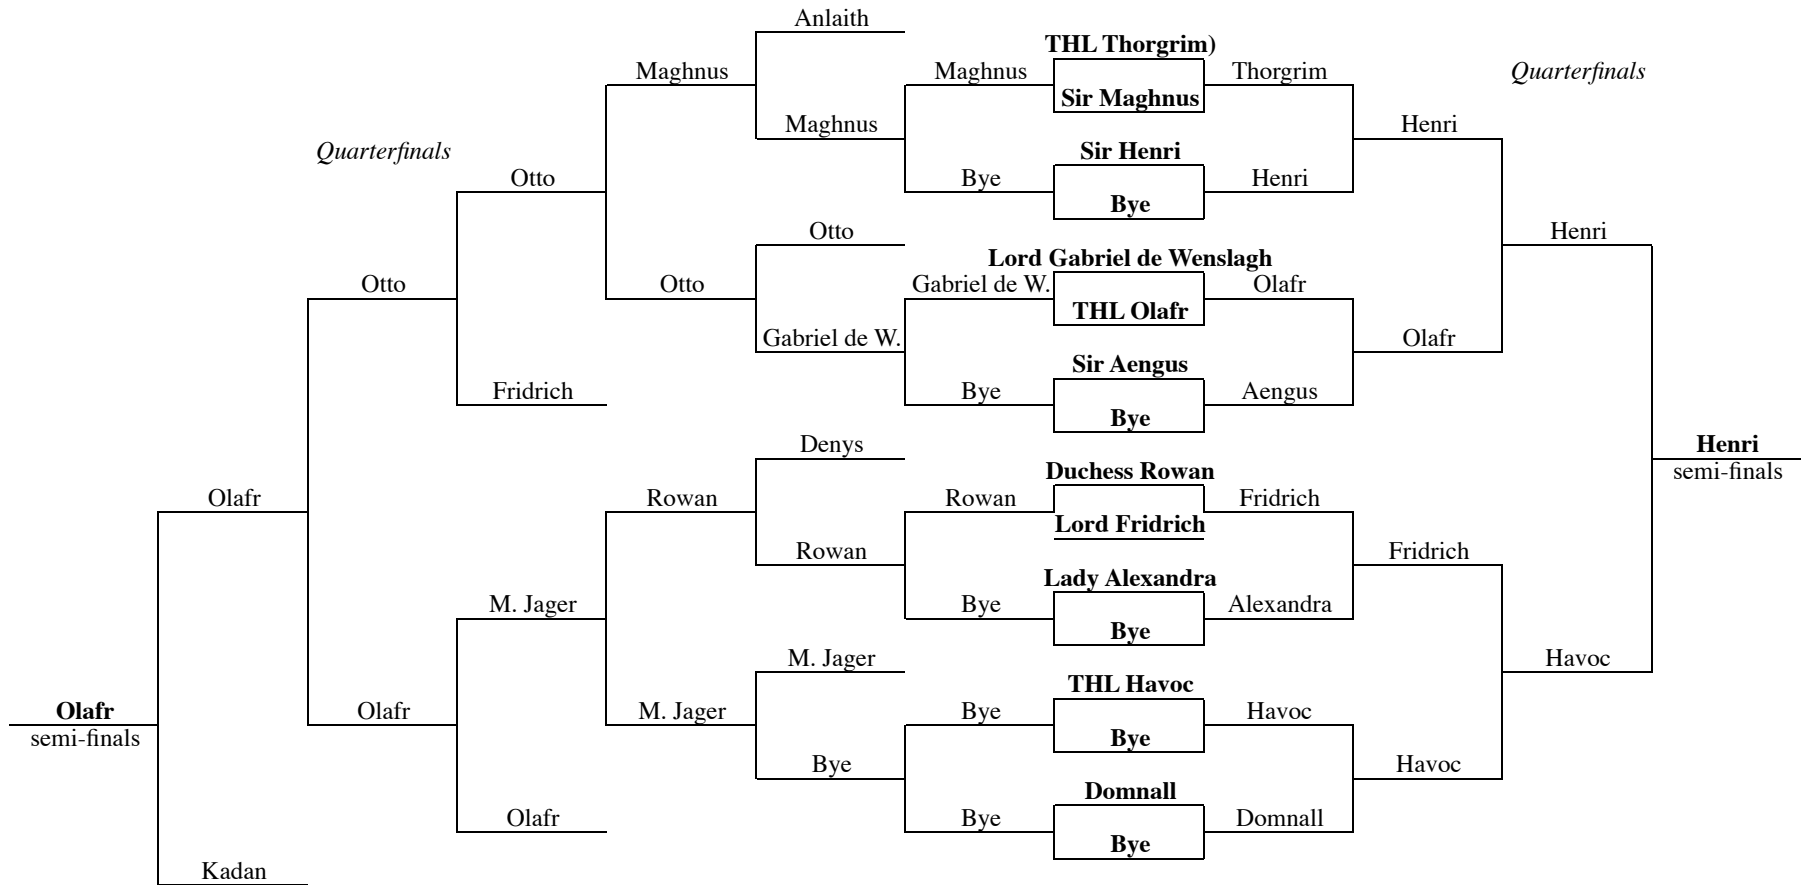 Anlaith
THL Thorgrim)
Maghnus
Maghnus
Thorgrim
Quarterfinals
Sir Maghnus
Maghnus
Henri
Quarterfinals
Sir Henri
Otto
Bye
Henri
Bye
Otto
Henri
Lord Gabriel de Wenslagh
Otto
Otto
Gabriel de W.
Olafr
THL Olafr
Gabriel de W.
Olafr
Sir Aengus
Fridrich
Bye
Aengus
Bye
Denys
Henri
Duchess Rowan
semi-finals
Olafr
Rowan
Rowan
Fridrich
Lord Fridrich
Rowan
Fridrich
Lady Alexandra
M. Jager
Bye
Alexandra
Bye
M. Jager
Havoc
THL Havoc
Olafr
Olafr
M. Jager
Bye
Havoc
semi-finals
Bye
Bye
Havoc
Domnall
Olafr
Bye
Domnall
Bye
Kadan